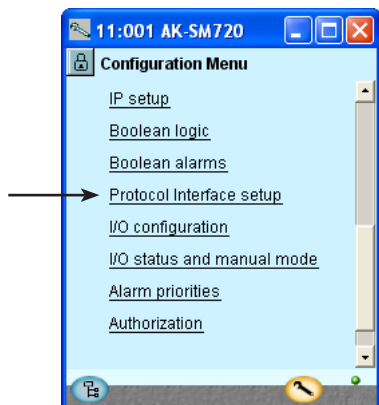 11:001 AK-SM720
Configuration Menu
IP setup
Boolean logic
Boolean alarms
Protocol Interface setup
I/O configuration
I/O status and manual mode
Alarm priorities
Authorization